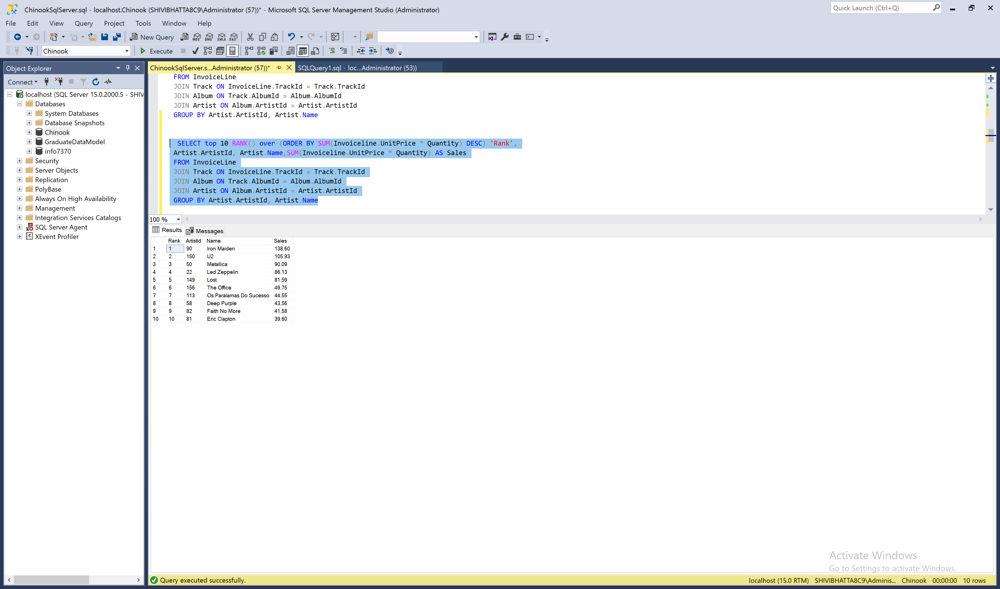 ChinookSqlServer.sql - localhost.Chinook (SHIVIBHATTA8C9\Administrator (57))* - Microsoft SQL Server Management Studio (Administrator)
Quick Launch (Ctrl+Q)
File Edit View Query Project Tools Window Help
New Query MDX DMX XMLA DAX
Chinook Execute
Object Explorer
ChinookSqlServer.s...Administrator (57))* SQLQuery1.sql - loc...Administrator (53))
Connect
localhost (SQL Server 15.0.2000.5 - SHIV
Databases
System Databases
Database Snapshots
Chinook
GraduateDataModel
info7370
Security
Server Objects
Replication
PolyBase
Always On High Availability
Management
Integration Services Catalogs
SQL Server Agent
XEvent Profiler
FROM InvoiceLine
JOIN Track ON InvoiceLine.TrackId = Track.TrackId
JOIN Album ON Track.AlbumId = Album.AlbumId
JOIN Artist ON Album.ArtistId = Artist.ArtistId
GROUP BY Artist.ArtistId, Artist.Name
SELECT top 10 RANK() over (ORDER BY SUM(Invoiceline.UnitPrice * Quantity) DESC) 'Rank',
Artist.ArtistId, Artist.Name,SUM(Invoiceline.UnitPrice * Quantity) AS Sales
FROM InvoiceLine
JOIN Track ON InvoiceLine.TrackId = Track.TrackId
JOIN Album ON Track.AlbumId = Album.AlbumId
JOIN Artist ON Album.ArtistId = Artist.ArtistId
GROUP BY Artist.ArtistId, Artist.Name
100 %
Results Messages
Rank ArtistId Name Sales
1 1 90 Iron Maiden 138.60
2 2 150 U2 105.93
3 3 50 Metallica 90.09
4 4 22 Led Zeppelin 86.13
5 5 149 Lost 81.59
6 6 156 The Office 49.75
7 7 113 Os Paralamas Do Sucesso 44.55
8 8 58 Deep Purple 43.56
9 9 82 Faith No More 41.58
10 10 81 Eric Clapton 39.60
Activate Windows
Go to Settings to activate Windows.
Query executed successfully. localhost (15.0 RTM) SHIVIBHATTA8C9\Adminis... Chinook 00:00:00 10 rows